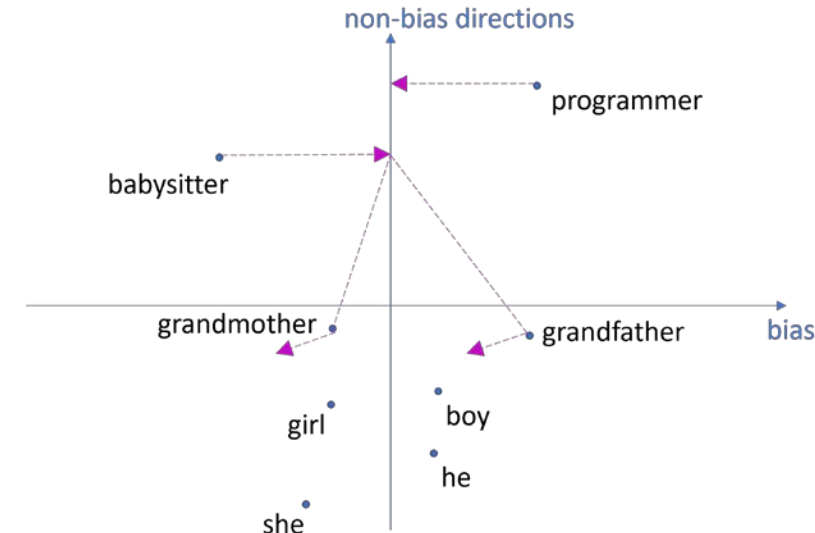 non-bias directions
programmer
babysitter
grandmother
grandfather
bias
girl
boy
he
she